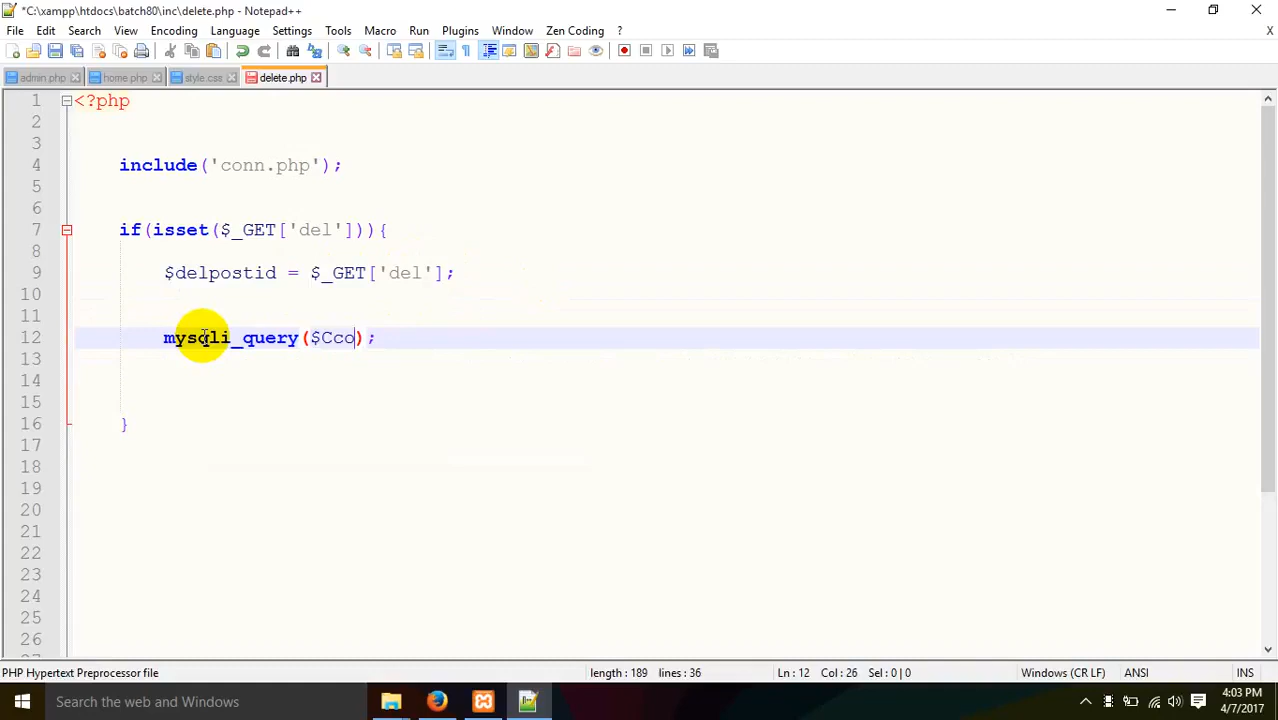 *C:\xampp\htdocs\batch80\inc\delete.php - Notepad++
File Edit Search View Encoding Language Settings Tools Macro Run Plugins Window Zen Coding ? X
admin.php home.php style.css delete.php
1 <?php
2
3
4 include('conn.php');
5
6
7 if(isset($_GET['del'])){
8
9 $delpostid = $_GET['del'];
10
11
12 mysqli_query($Cco);
13
14
15
16 }
17
18
19
20
21
22
23
24
25
26
PHP Hypertext Preprocessor file length : 189 lines : 36 Ln : 12 Col : 26 Sel : 0 | 0 Windows (CR LF) ANSI INS
Search the web and Windows
4:03 PM
4/7/2017